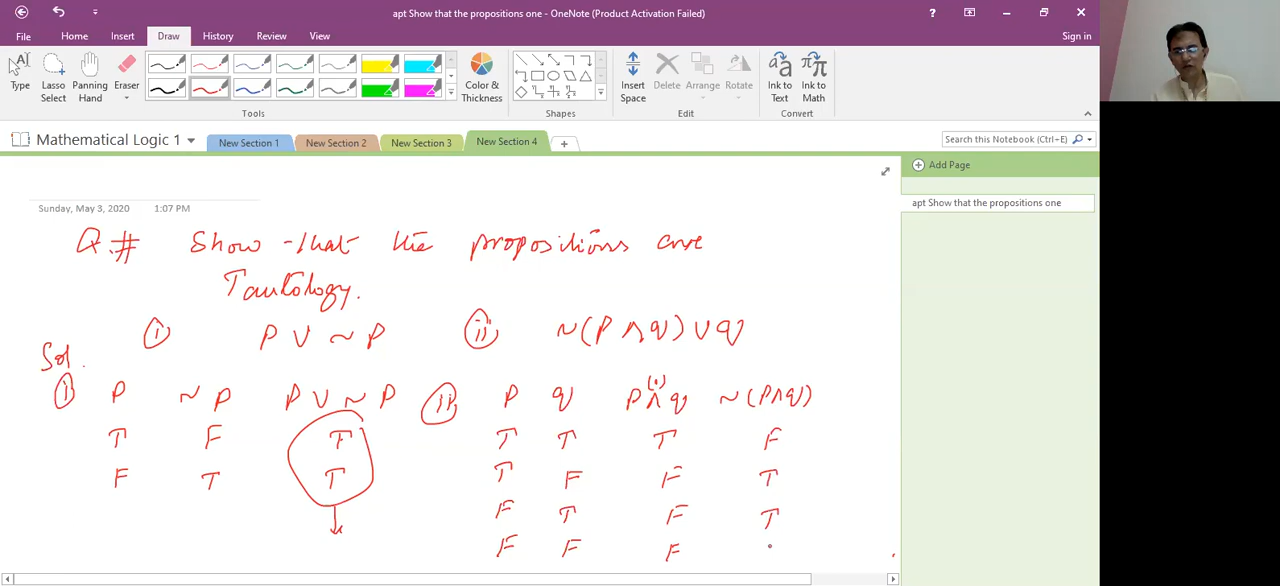 apt Show that the propositions one - OneNote (Product Activation Failed)
?
File Home Insert Draw History Review View Sign in
Type Lasso Select Panning Hand Eraser Color & Thickness Insert Space Delete Arrange Rotate Ink to Text Ink to Math
Tools Shapes Edit Convert
Mathematical Logic 1 New Section 1 New Section 2 New Section 3 New Section 4 Search this Notebook (Ctrl+E)
Add Page
apt Show that the propositions one
Sunday, May 3, 2020 1:07 PM
Q.# Show that the propositions are
Tautology.
(i) P ∨ ~ P (ii) ~(P ∧ q) ∨ q
Sol.
(i) P ~ P P ∨ ~ P (ii) P q P ∧ q (1) ~(P∧q)
T F T T T T F
F T T T F F T
F T F T
F F F